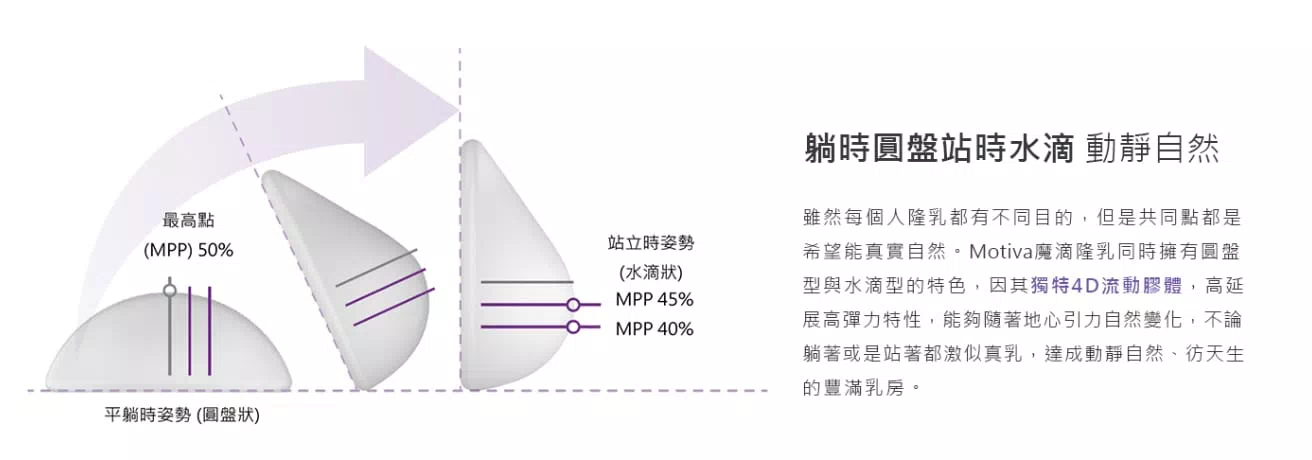 最高點
(MPP) 50%
平躺時姿勢 (圓盤狀)
站立時姿勢
(水滴狀)
MPP 45%
MPP 40%
躺時圓盤站時水滴 動靜自然
雖然每個人隆乳都有不同目的，但是共同點都是
希望能真實自然。Motiva魔滴隆乳同時擁有圓盤
型與水滴型的特色，因其獨特4D流動膠體，高延
展高彈力特性，能夠隨著地心引力自然變化，不論
躺著或是站著都激似真乳，達成動靜自然、彷天生
的豐滿乳房。